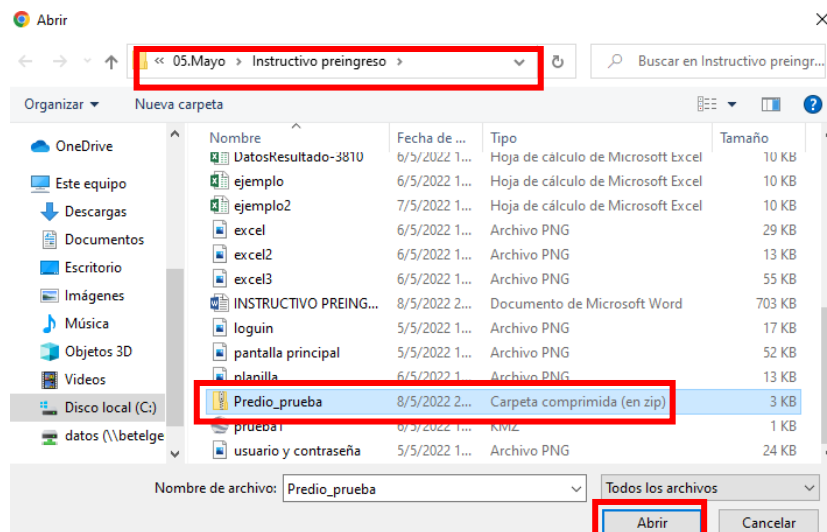 Abrir
« 05.Mayo > Instructivo preingreso >
Buscar en Instructivo preingr...
Organizar Nueva carpeta
Nombre Fecha de ... Tipo Tamaño
OneDrive
Este equipo
Descargas
Documentos
Escritorio
Imágenes
Música
Objetos 3D
Videos
Disco local (C:)
datos (\\betelge
DatosResultado-3810 6/5/2022 1... Hoja de cálculo de Microsoft Excel 10 KB
ejemplo 6/5/2022 1... Hoja de cálculo de Microsoft Excel 10 KB
ejemplo2 7/5/2022 1... Hoja de cálculo de Microsoft Excel 10 KB
excel 6/5/2022 1... Archivo PNG 29 KB
excel2 6/5/2022 1... Archivo PNG 13 KB
excel3 6/5/2022 1... Archivo PNG 55 KB
INSTRUCTIVO PREING... 8/5/2022 2... Documento de Microsoft Word 703 KB
loguin 5/5/2022 1... Archivo PNG 17 KB
pantalla principal 5/5/2022 1... Archivo PNG 52 KB
planilla 6/5/2022 1... Archivo PNG 13 KB
Predio_prueba 8/5/2022 2... Carpeta comprimida (en zip) 3 KB
prueba1 6/5/2022 1... KMZ 1 KB
usuario y contraseña 5/5/2022 1... Archivo PNG 24 KB
Nombre de archivo: Predio_prueba Todos los archivos
Abrir Cancelar